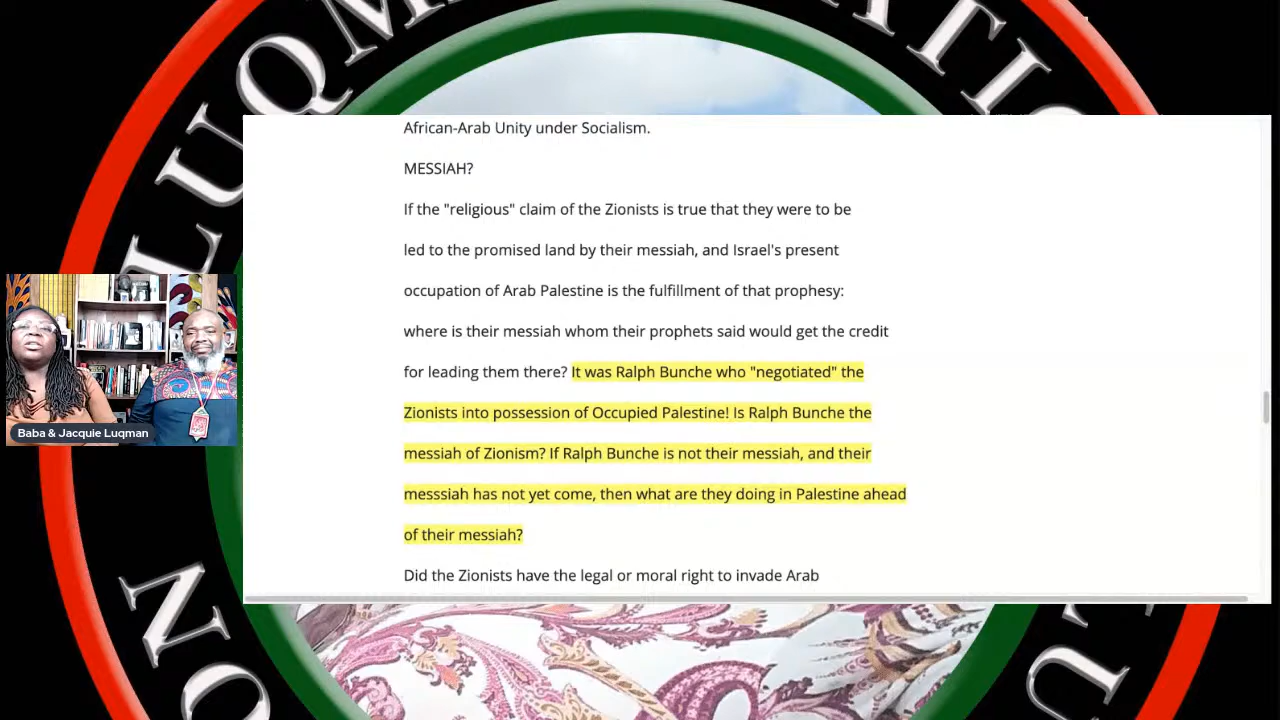 African-Arab Unity under Socialism.
MESSIAH?
If the "religious" claim of the Zionists is true that they were to be
led to the promised land by their messiah, and Israel's present
occupation of Arab Palestine is the fulfillment of that prophesy:
where is their messiah whom their prophets said would get the credit
for leading them there? It was Ralph Bunche who "negotiated" the
Zionists into possession of Occupied Palestine! Is Ralph Bunche the
messiah of Zionism? If Ralph Bunche is not their messiah, and their
messsiah has not yet come, then what are they doing in Palestine ahead
of their messiah?
Did the Zionists have the legal or moral right to invade Arab
Baba & Jacquie Luqman